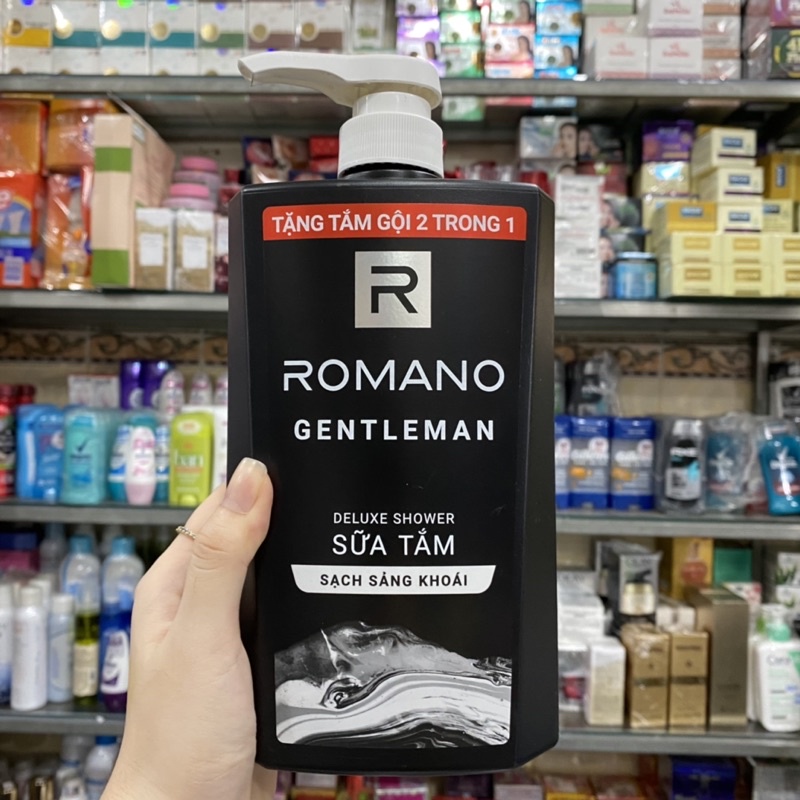 TẶNG TẮM GỘI 2 TRONG 1
R
ROMANO
GENTLEMAN
DELUXE SHOWER
SỮA TẮM
SẠCH SẢNG KHOÁI